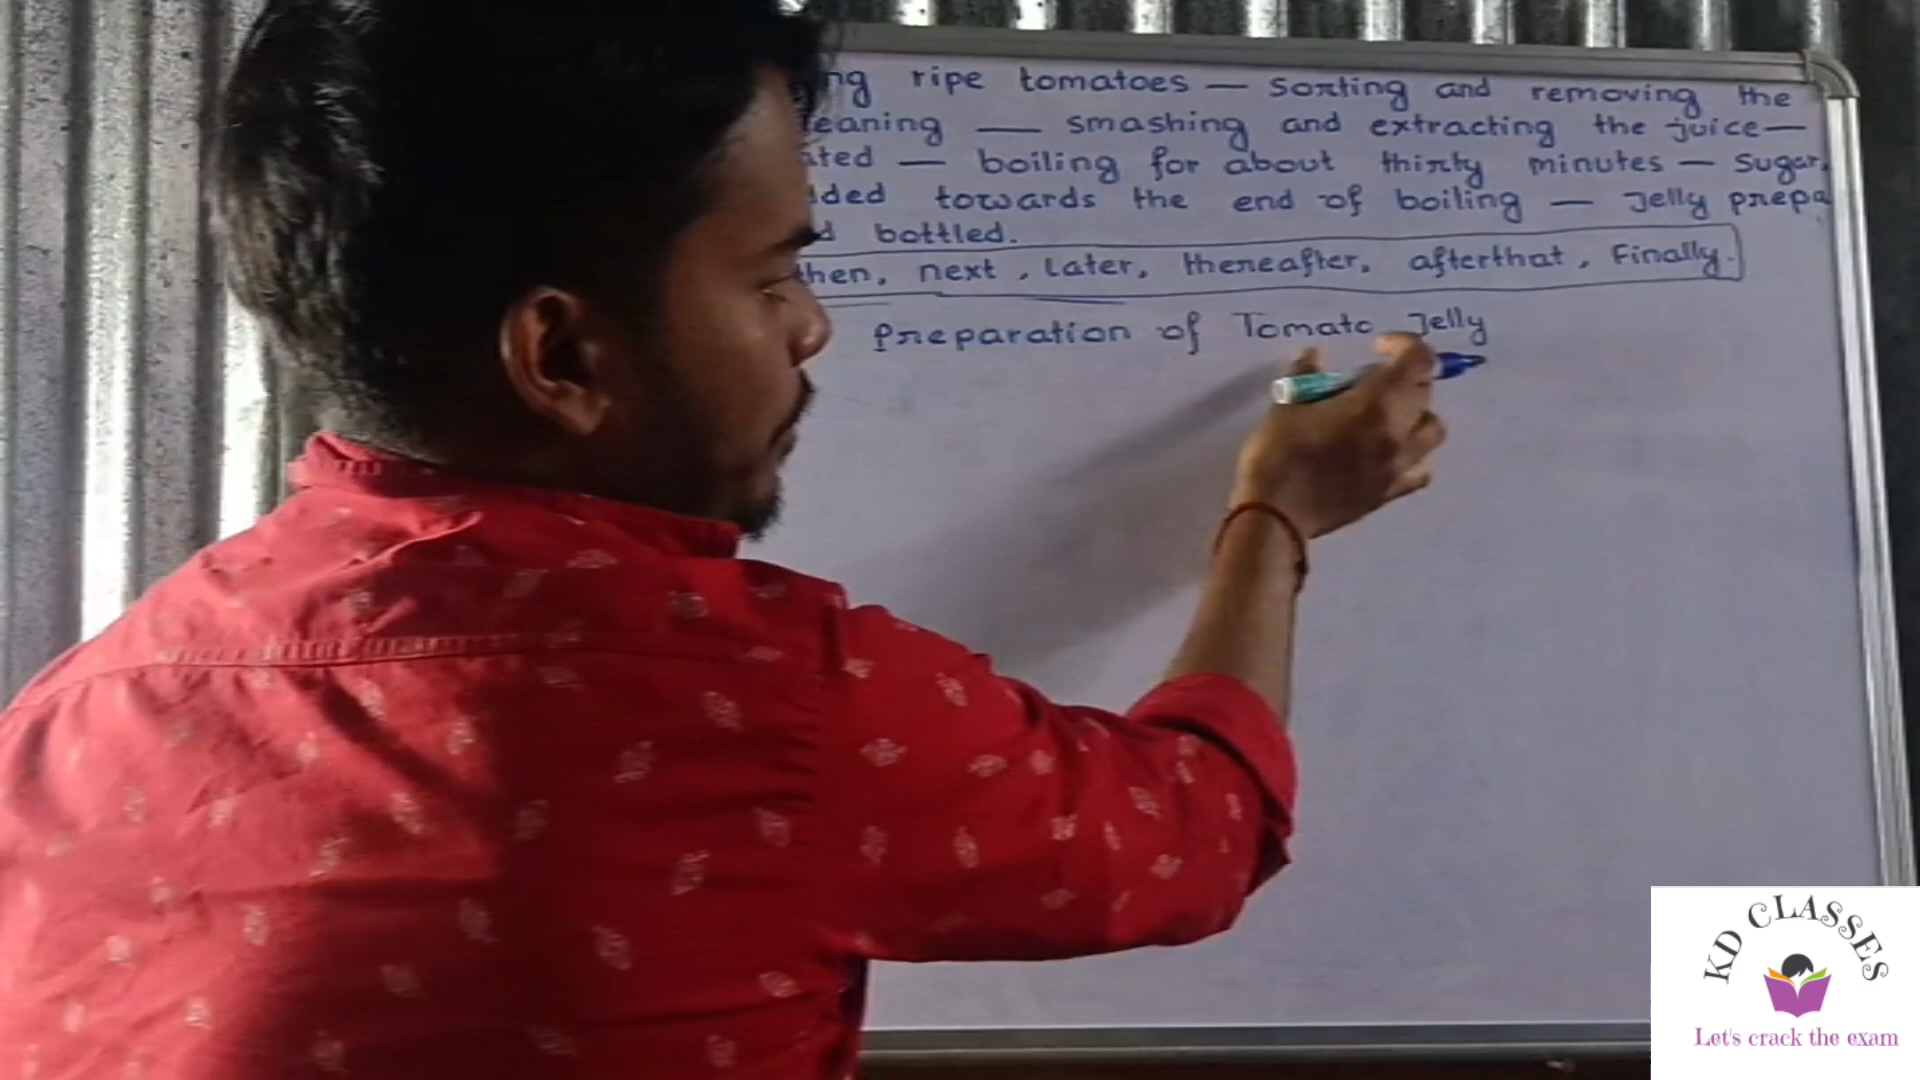 ripe tomatoes — sorting and removing the
— smashing and extracting the juice —
— boiling for about thirty minutes — sugar,
towards the end of boiling — Jelly prepa
bottled.
then, next, Later, thereafter, afterthat, Finally.
Preparation of Tomato Jelly
KD CLASSES
Let's crack the exam